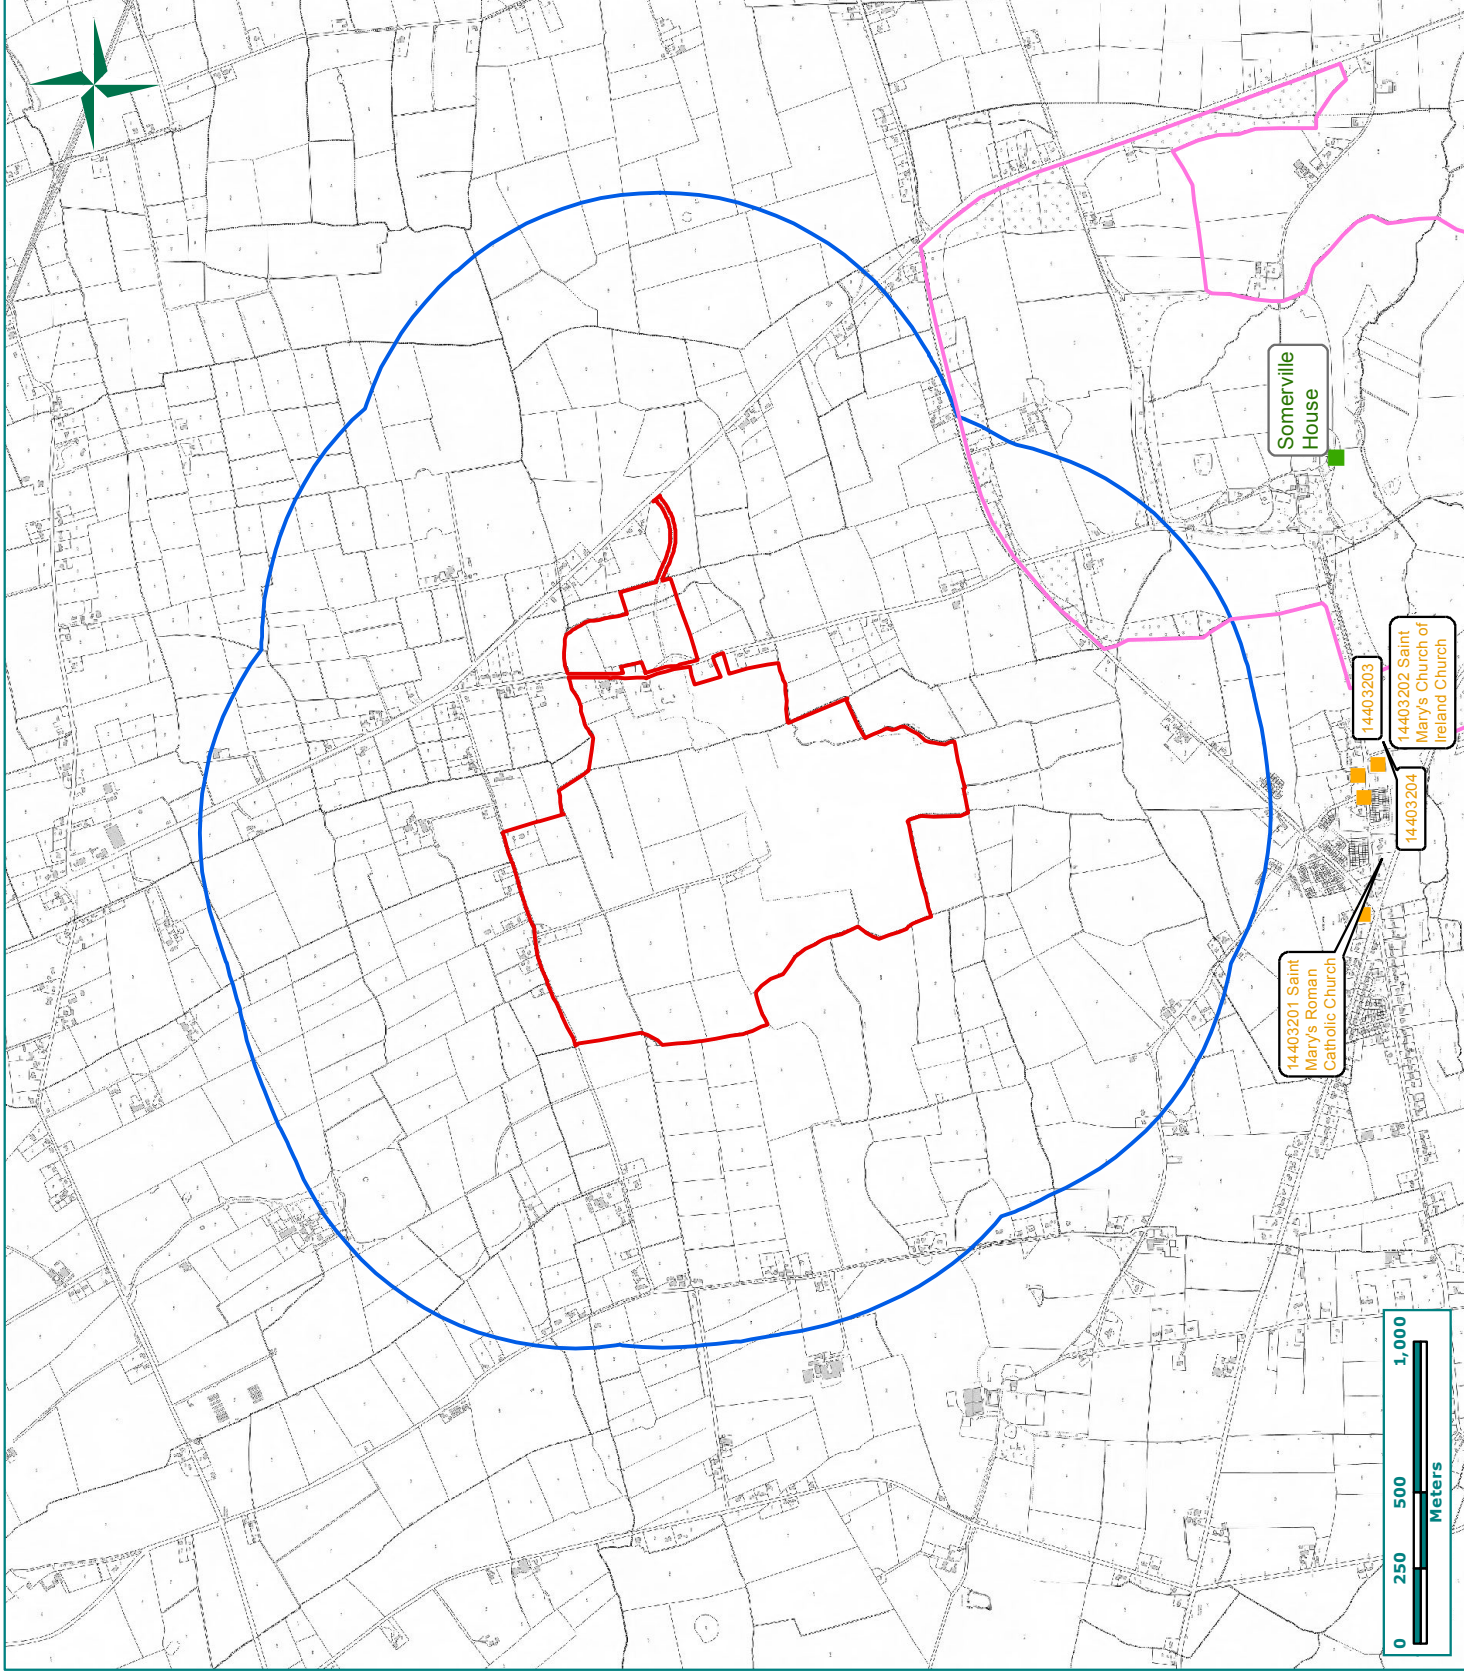 Somerville
House
14403203
14403202 Saint
Mary's Church of
Ireland Church
14403204
14403201 Saint
Mary's Roman
Catholic Church
0 250 500 1,000
Meters